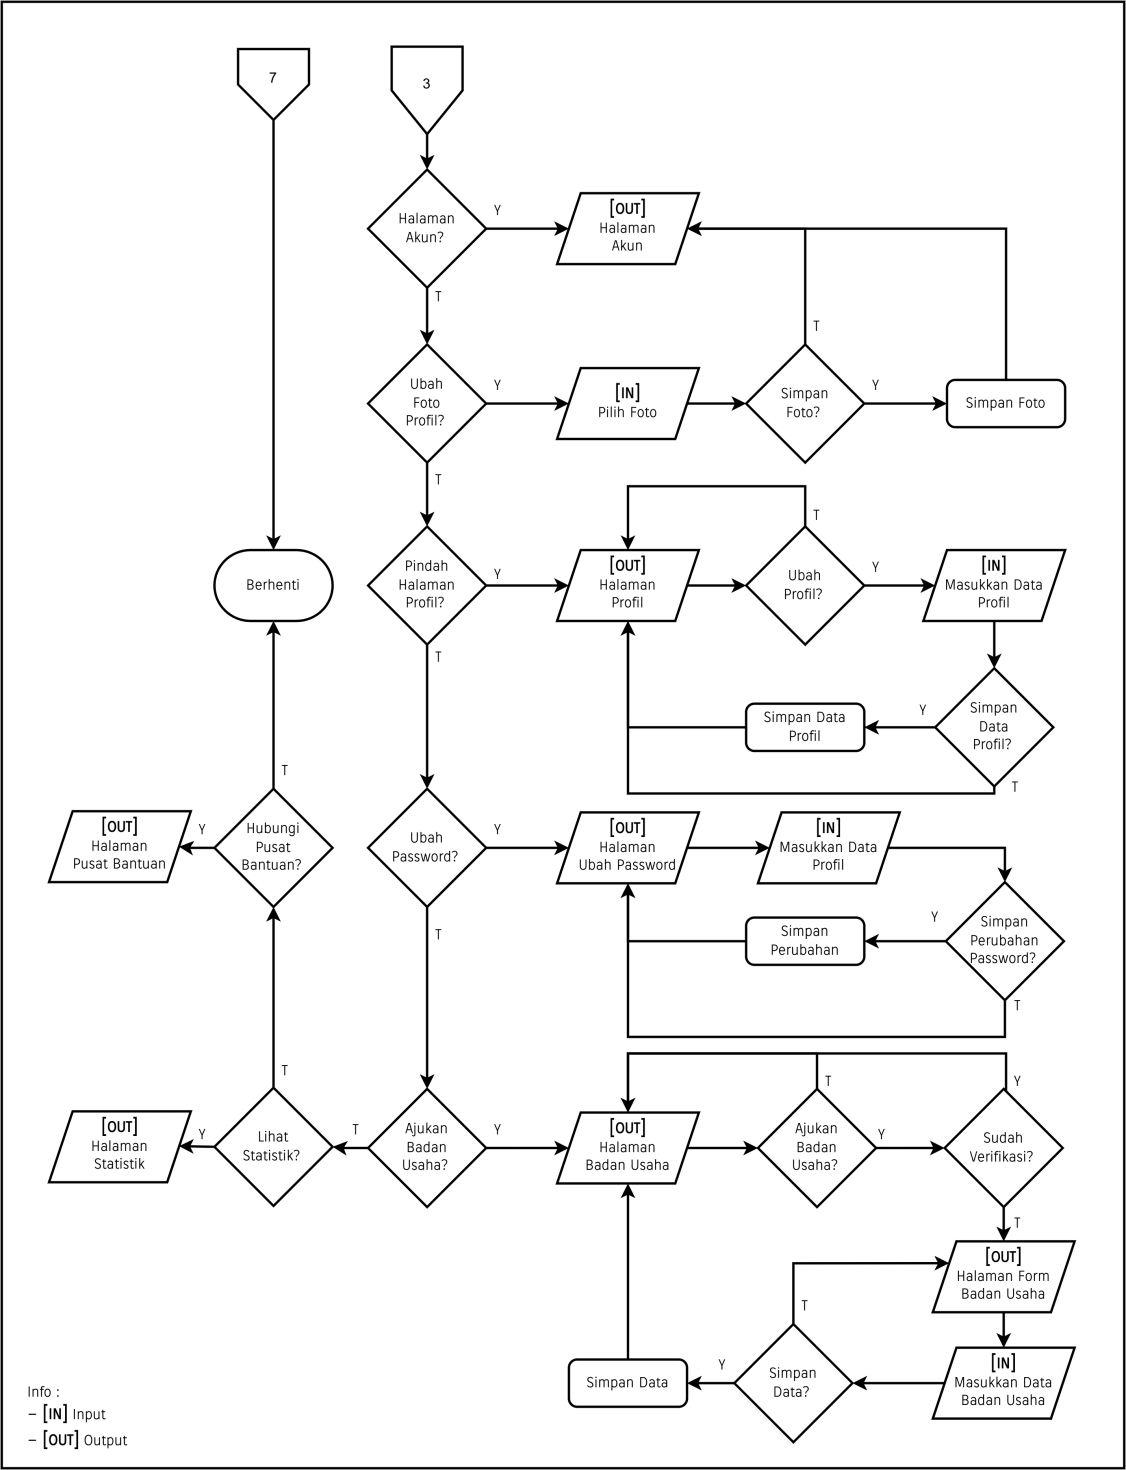 7
3
Halaman
Akun?
Y
[OUT]
Halaman
Akun
T
T
Ubah
Foto
Profil?
Y
[IN]
Pilih Foto
Simpan
Foto?
Y
Simpan Foto
T
T
Berhenti
Pindah
Halaman
Profil?
Y
[OUT]
Halaman
Profil
Ubah
Profil?
Y
[IN]
Masukkan Data
Profil
T
Simpan Data
Profil
Y
Simpan
Data
Profil?
T
T
[OUT]
Halaman
Pusat Bantuan
Y
Hubungi
Pusat
Bantuan?
Ubah
Password?
Y
[OUT]
Halaman
Ubah Password
[IN]
Masukkan Data
Profil
T
Simpan
Perubahan
Y
Simpan
Perubahan
Password?
T
T
T
Y
[OUT]
Halaman
Statistik
Y
Lihat
Statistik?
T
Ajukan
Badan
Usaha?
Y
[OUT]
Halaman
Badan Usaha
Ajukan
Badan
Usaha?
Y
Sudah
Verifikasi?
T
[OUT]
Halaman Form
Badan Usaha
T
Simpan Data
Y
Simpan
Data?
[IN]
Masukkan Data
Badan Usaha
Info :
– [IN] Input
– [OUT] Output